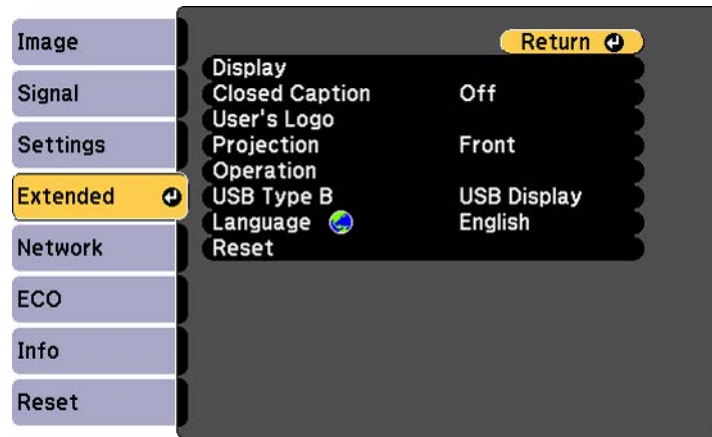 Image
Signal
Settings
Extended
Network
ECO
Info
Reset
Return
Display
Closed Caption Off
User's Logo
Projection Front
Operation
USB Type B USB Display
Language English
Reset